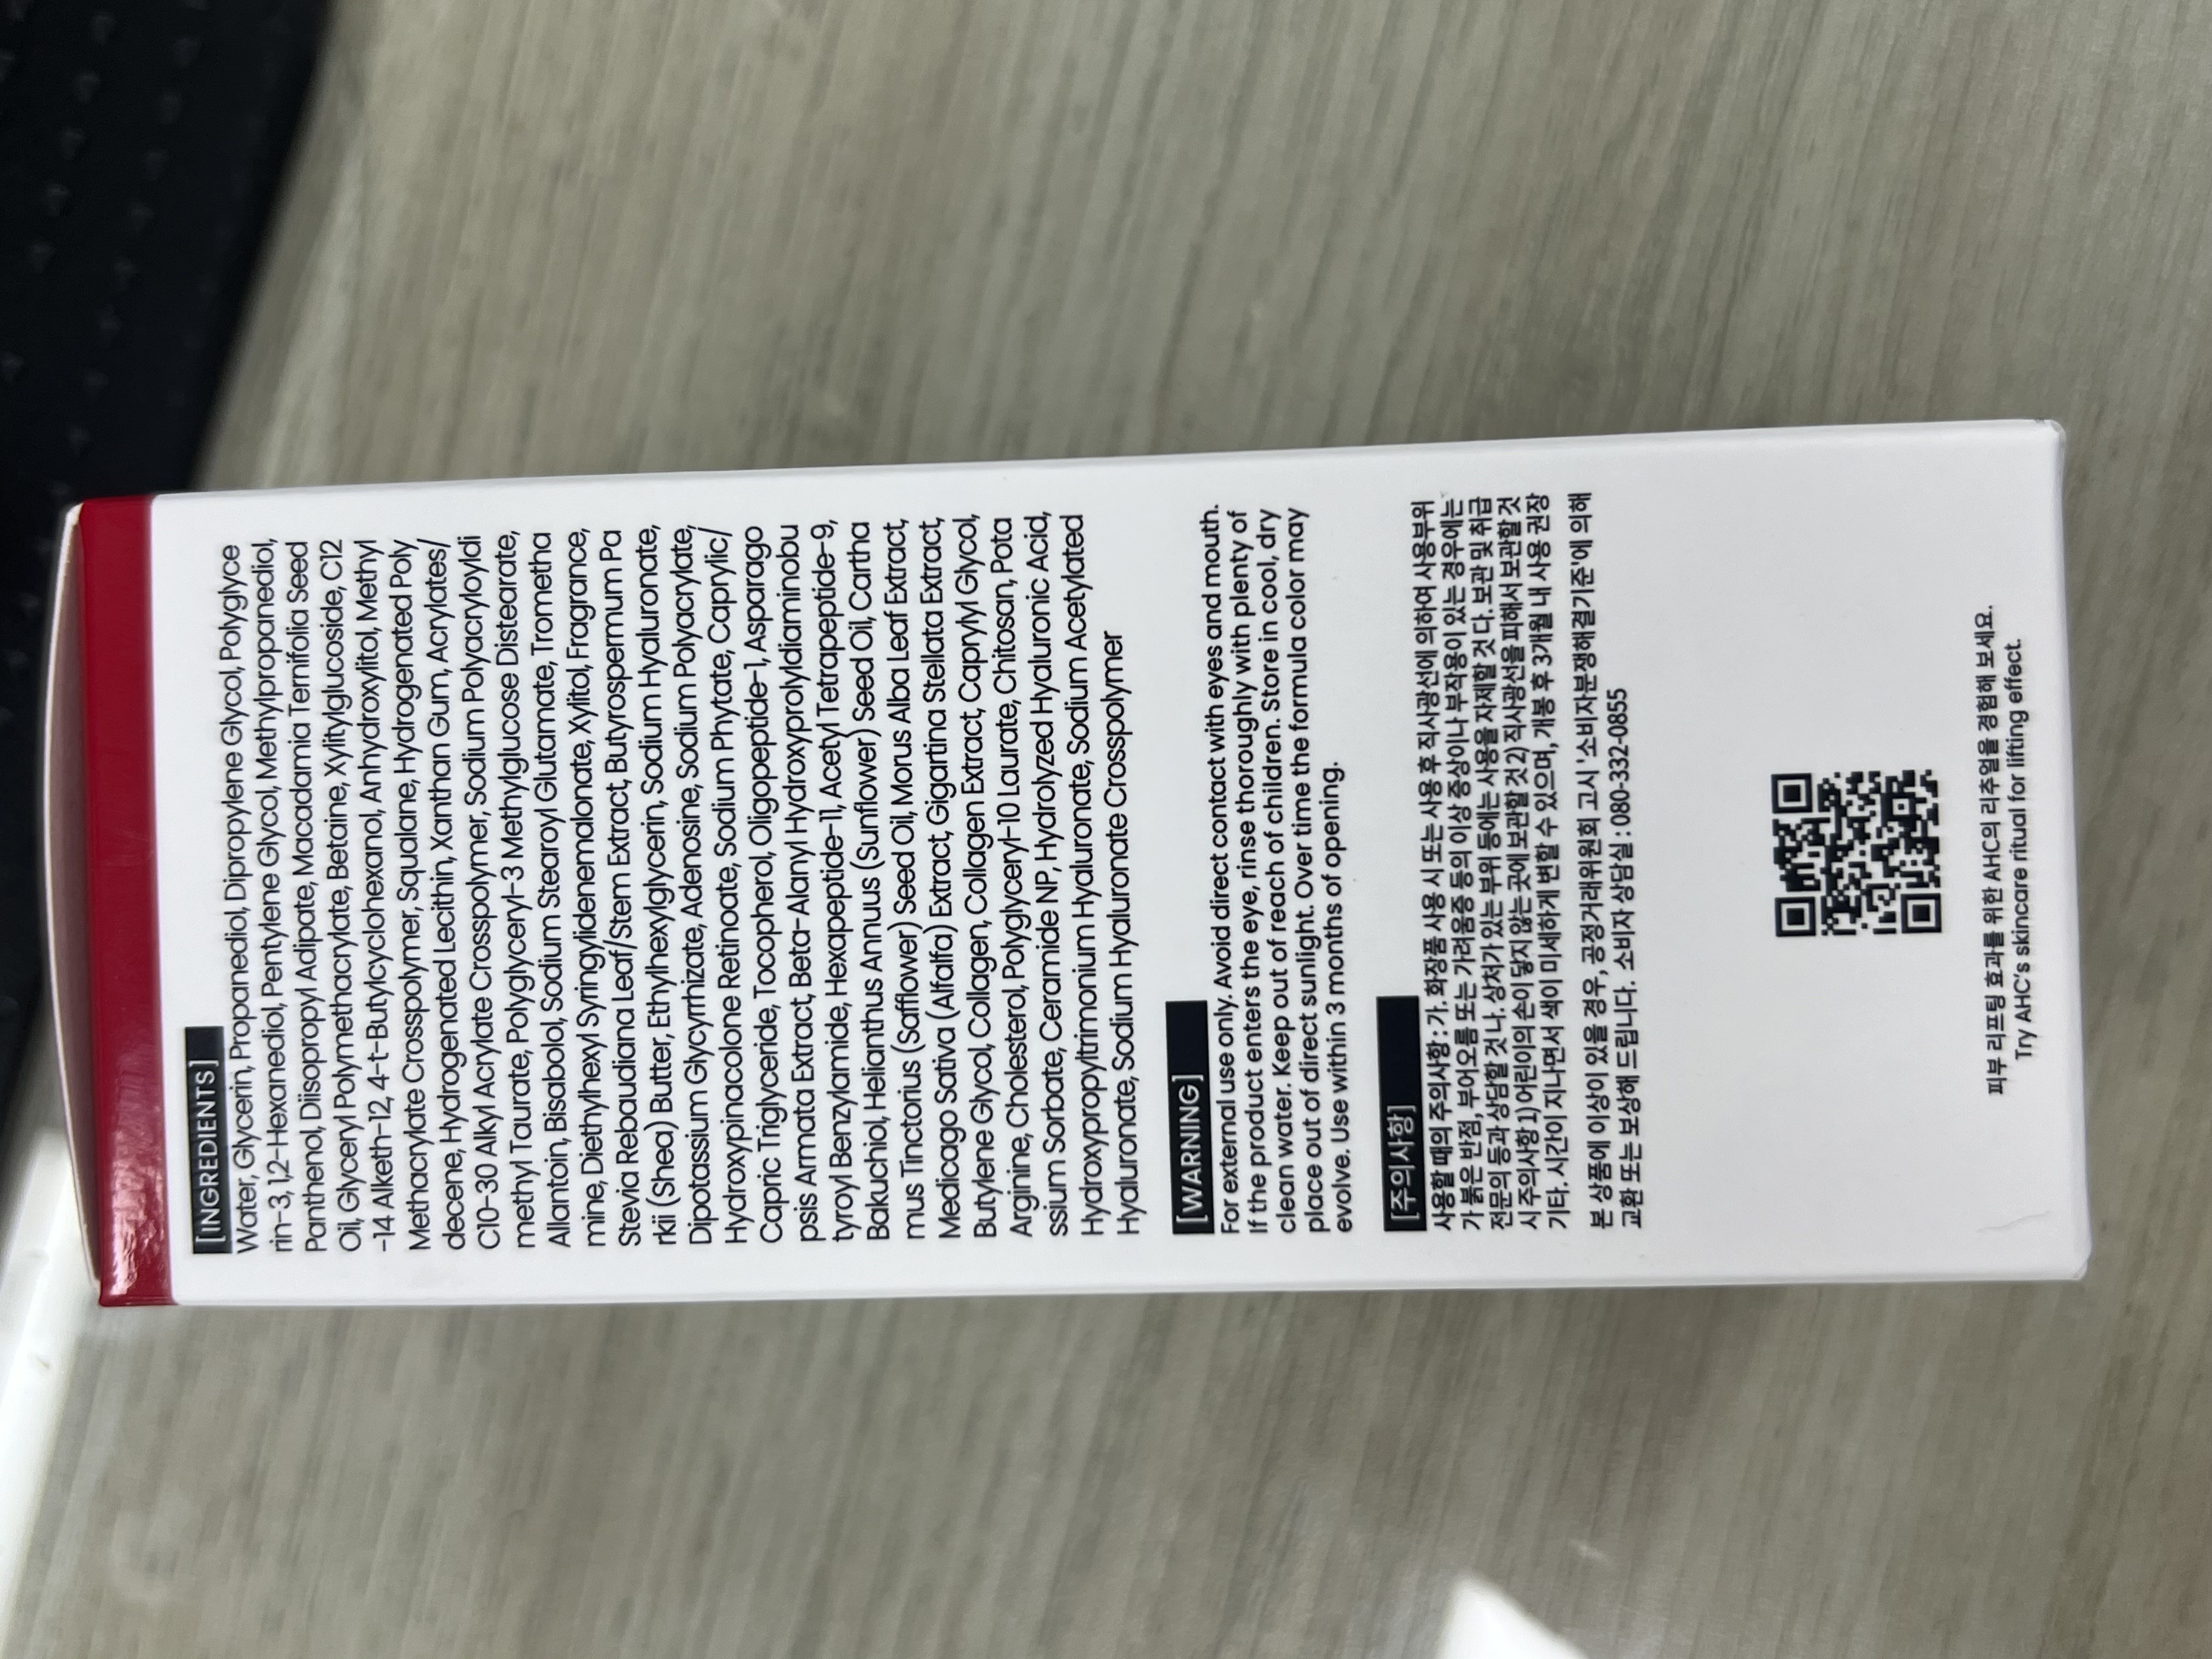 [INGREDIENTS]
Water, Glycerin, Propanediol, Dipropylene Glycol, Polyglyce
rin-3, 1,2-Hexanediol, Pentylene Glycol, Methylpropanediol,
Panthenol, Diisopropyl Adipate, Macadamia Ternifolia Seed
Oil, Glyceryl Polymethacrylate, Betaine, Xylitylglucoside, C12
-14 Alketh-12, 4-t-Butylcyclohexanol, Anhydroxylitol, Methyl
Methacrylate Crosspolymer, Squalane, Hydrogenated Poly
decene, Hydrogenated Lecithin, Xanthan Gum, Acrylates/
C10-30 Alkyl Acrylate Crosspolymer, Sodium Polyacryloyldi
methyl Taurate, Polyglyceryl-3 Methylglucose Distearate,
Allantoin, Bisabolol, Sodium Stearoyl Glutamate, Trometha
mine, Diethylhexyl Syringylidenemalonate, Xylitol, Fragrance,
Stevia Rebaudiana Leaf/Stem Extract, Butyrospermum Pa
rkii (Shea) Butter, Ethylhexylglycerin, Sodium Hyaluronate,
Dipotassium Glycyrrhizate, Adenosine, Sodium Polyacrylate,
Hydroxypinacolone Retinoate, Sodium Phytate, Caprylic/
Capric Triglyceride, Tocopherol, Oligopeptide-1, Asparago
psis Armata Extract, Beta-Alanyl Hydroxyprolyldiaminobu
tyroyl Benzylamide, Hexapeptide-11, Acetyl Tetrapeptide-9,
Bakuchiol, Helianthus Annuus (Sunflower) Seed Oil, Cartha
mus Tinctorius (Safflower) Seed Oil, Morus Alba Leaf Extract,
Medicago Sativa (Alfalfa) Extract, Gigartina Stellata Extract,
Butylene Glycol, Collagen, Collagen Extract, Caprylyl Glycol,
Arginine, Cholesterol, Polyglyceryl-10 Laurate, Chitosan, Pota
ssium Sorbate, Ceramide NP, Hydrolyzed Hyaluronic Acid,
Hydroxypropyltrimonium Hyaluronate, Sodium Acetylated
Hyaluronate, Sodium Hyaluronate Crosspolymer
[WARNING]
For external use only. Avoid direct contact with eyes and mouth.
If the product enters the eye, rinse thoroughly with plenty of
clean water. Keep out of reach of children. Store in cool, dry
place out of direct sunlight. Over time the formula color may
evolve. Use within 3 months of opening.
[주의사항]
사용할 때의 주의사항 : 가. 화장품 사용 시 또는 사용 후 직사광선에 의하여 사용부위
가 붉은 반점, 부어오름 또는 가려움증 등의 이상 증상이나 부작용이 있는 경우에는
전문의 등과 상담할 것 나. 상처가 있는 부위 등에는 사용을 자제할 것 다. 보관 및 취급
시 주의사항 1) 어린이의 손이 닿지 않는 곳에 보관할 것 2) 직사광선을 피해서 보관할 것
기타. 시간이 지나면서 색이 미세하게 변할 수 있으며, 개봉 후 3개월 내 사용 권장
본 상품에 이상이 있을 경우, 공정거래위원회 고시 '소비자분쟁해결기준'에 의해
교환 또는 보상해 드립니다. 소비자 상담실 : 080-332-0855
피부 리프팅 효과를 위한 AHC의 리추얼을 경험해 보세요.
Try AHC's skincare ritual for lifting effect.